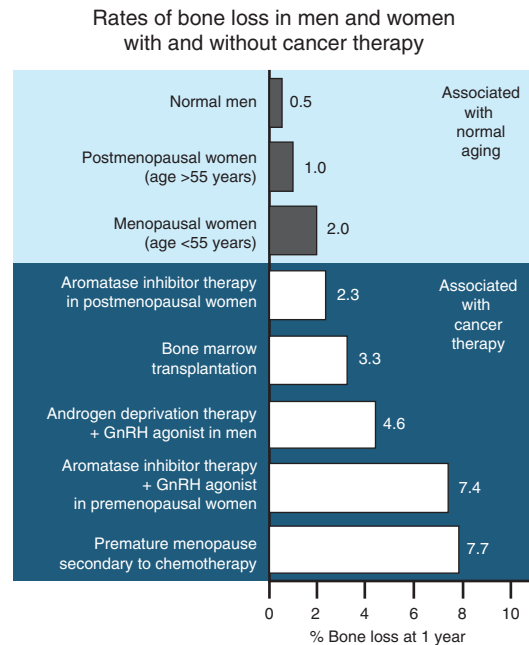 Rates of bone loss in men and women
with and without cancer therapy
Normal men
0.5
Associated
with
normal
aging
Postmenopausal women
(age >55 years)
1.0
Menopausal women
(age <55 years)
2.0
Aromatase inhibitor therapy
in postmenopausal women
2.3
Associated
with
cancer
therapy
Bone marrow
transplantation
3.3
Androgen deprivation therapy
+ GnRH agonist in men
4.6
Aromatase inhibitor therapy
+ GnRH agonist
in premenopausal women
7.4
Premature menopause
secondary to chemotherapy
7.7
0 2 4 6 8 10
% Bone loss at 1 year